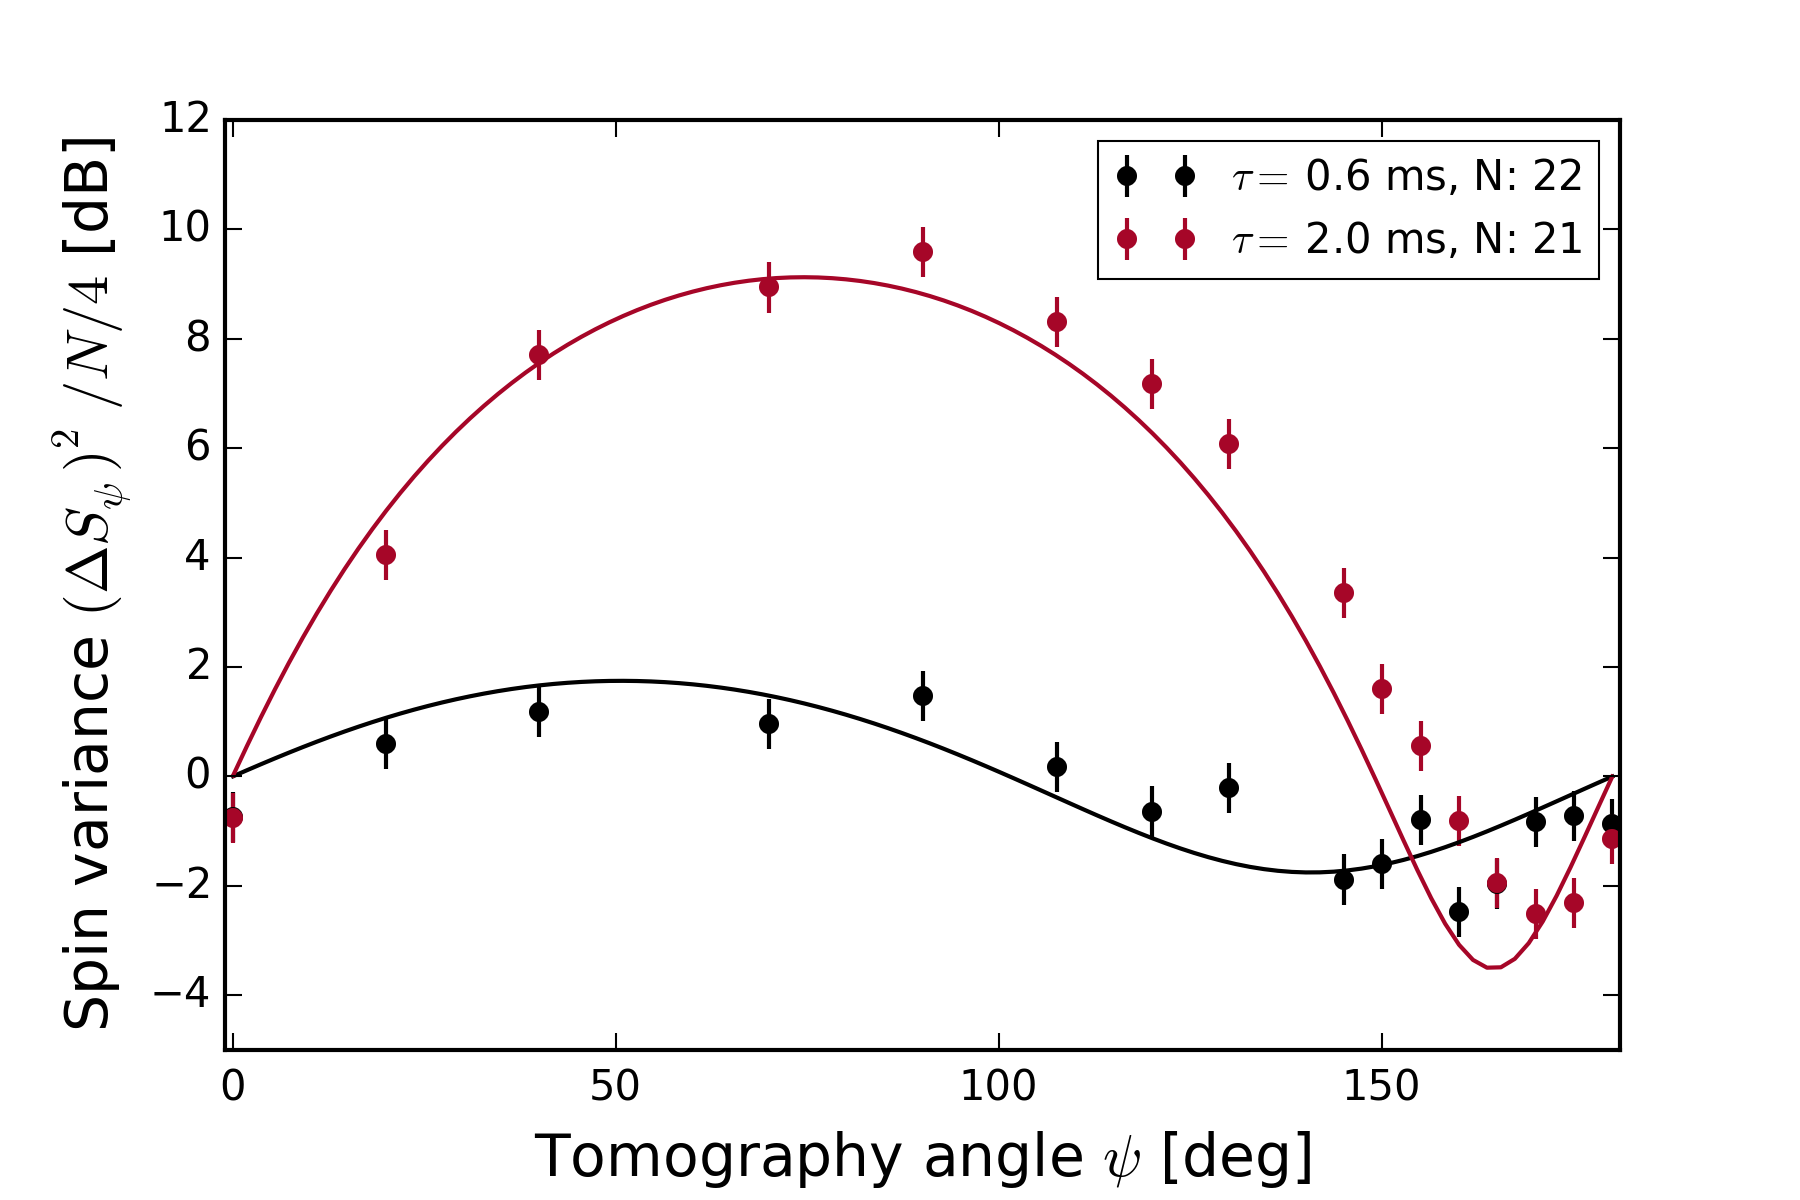 12
10
8
6
4
2
0
−2
−4
Spin variance (ΔS_ψ)² /N/4 [dB]
τ = 0.6 ms, N: 22
τ = 2.0 ms, N: 21
0 50 100 150
Tomography angle ψ [deg]